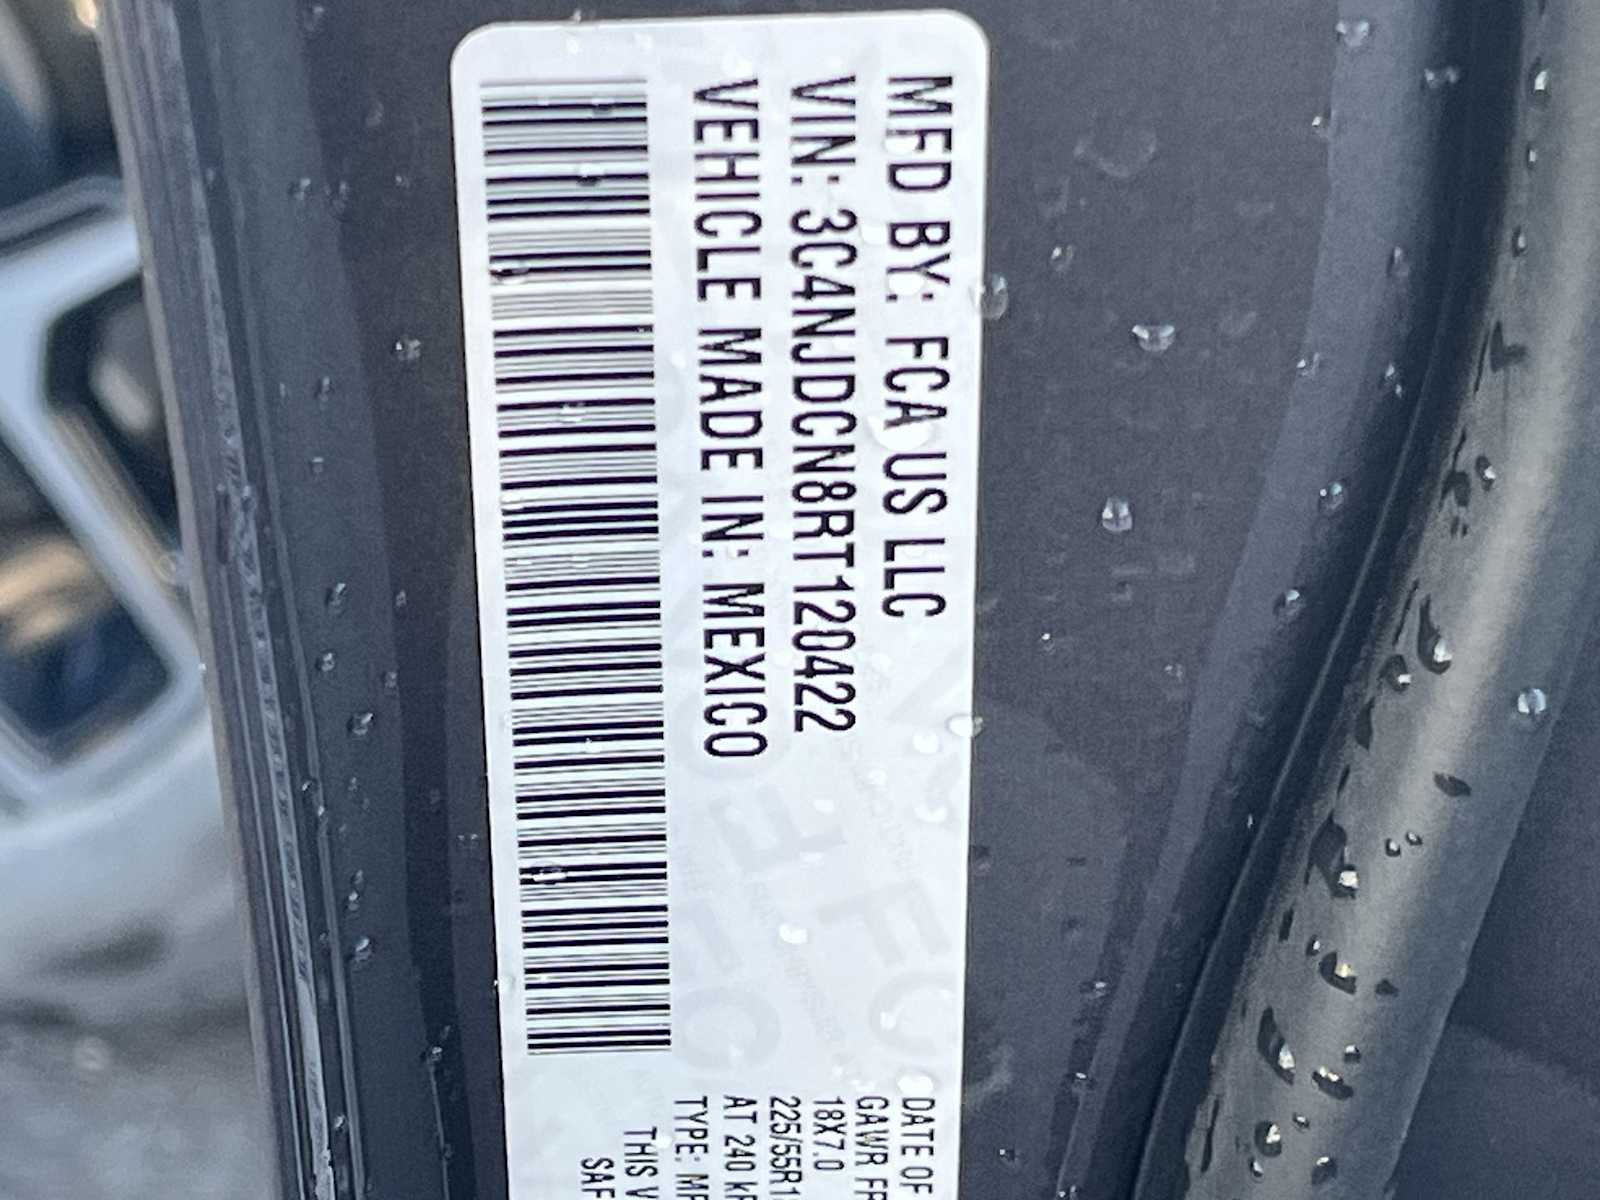 MFD BY: FCA US LLC
VIN: 3C4NJDCN8RT120422
VEHICLE MADE IN: MEXICO
DATE OF
GAWR FR
18X7.0
225/55R1
AT 240
TYPE:
THIS
SAF